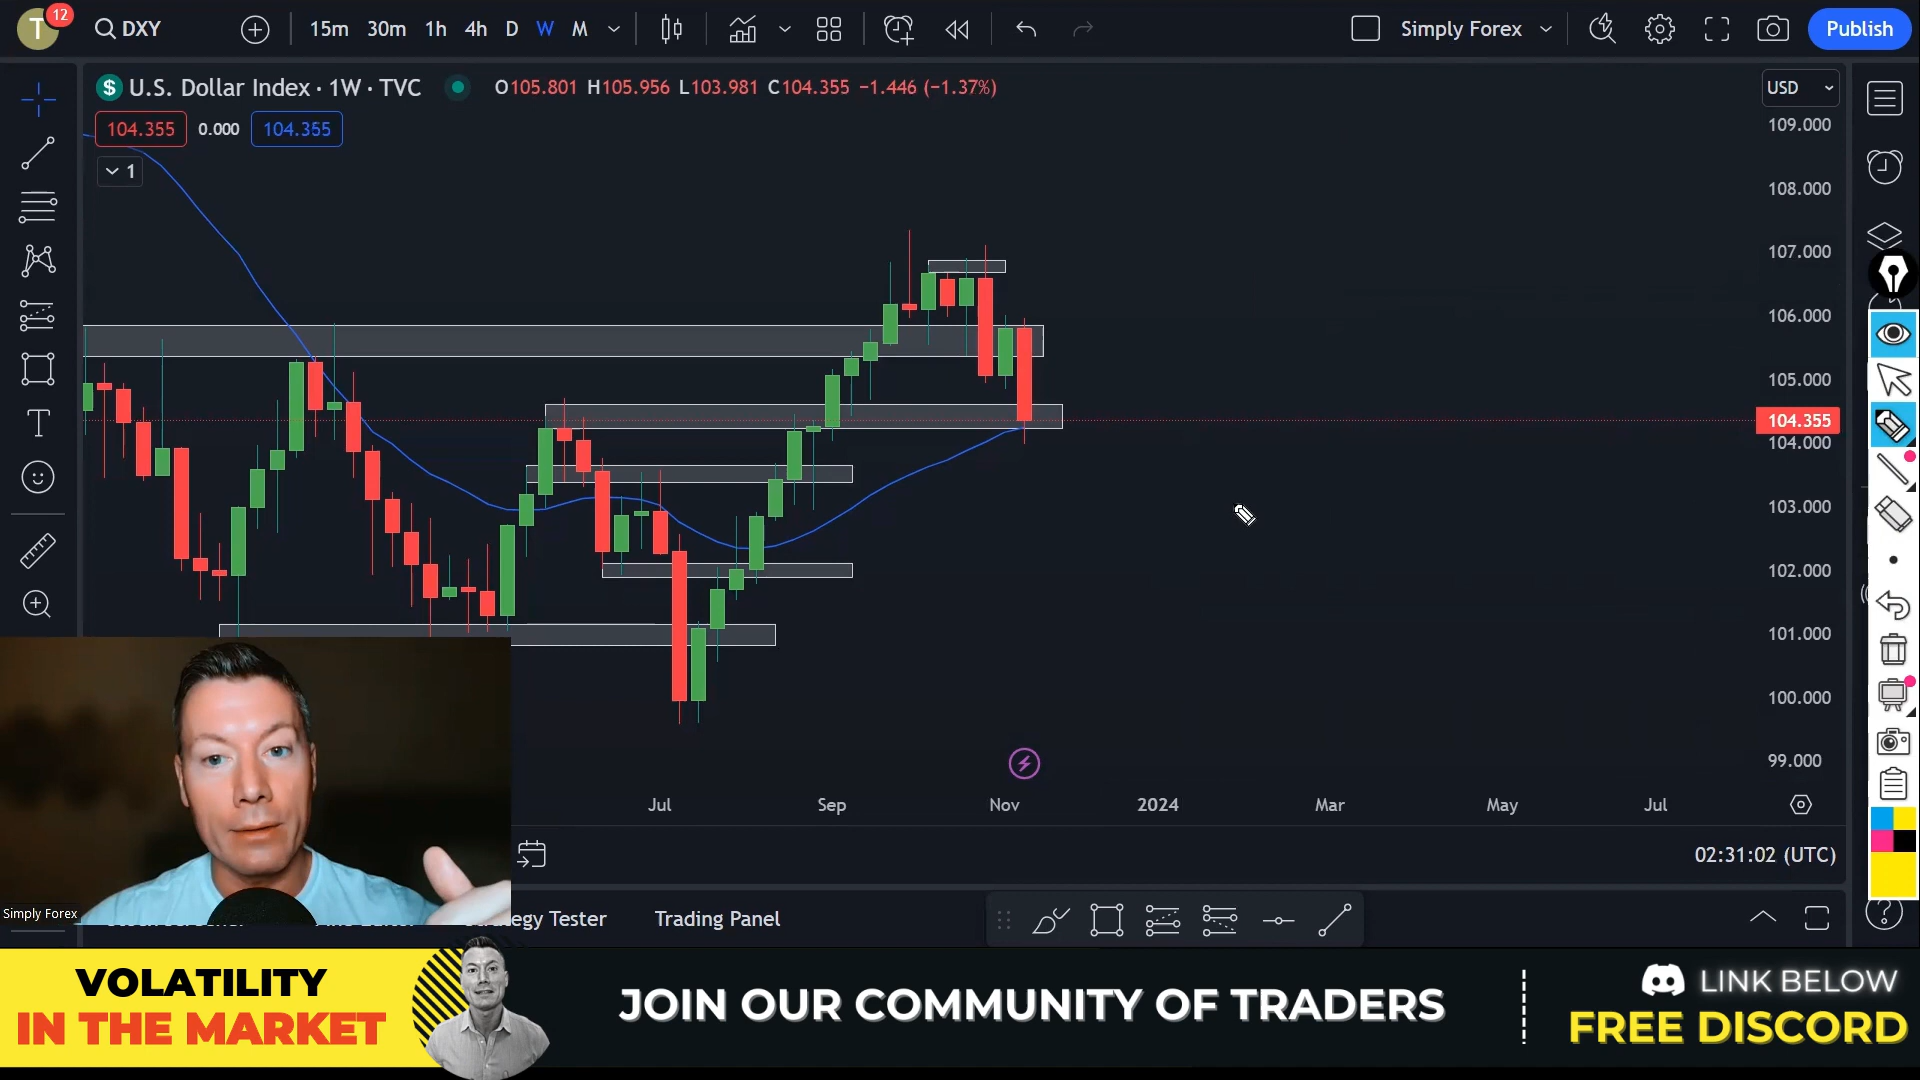 T
12
DXY
15m 30m 1h 4h D W M
Simply Forex
Publish
$ U.S. Dollar Index · 1W · TVC
O105.801 H105.956 L103.981 C104.355 −1.446 (−1.37%)
USD
104.355 0.000 104.355
1
109.000
108.000
107.000
106.000
105.000
104.355
104.000
103.000
102.000
101.000
100.000
99.000
Jul Sep Nov 2024 Mar May Jul
02:31:02 (UTC)
Simply Forex
egy Tester
Trading Panel
VOLATILITY
IN THE MARKET
JOIN OUR COMMUNITY OF TRADERS
LINK BELOW
FREE DISCORD